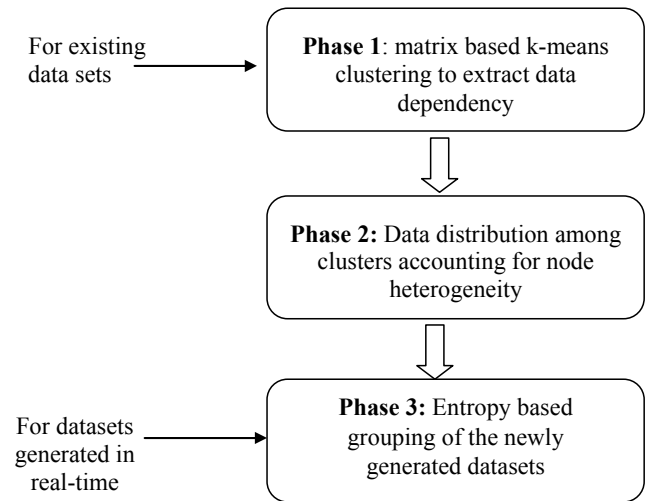 For existing
data sets
Phase 1: matrix based k-means
clustering to extract data
dependency
Phase 2: Data distribution among
clusters accounting for node
heterogeneity
For datasets
generated in
real-time
Phase 3: Entropy based
grouping of the newly
generated datasets